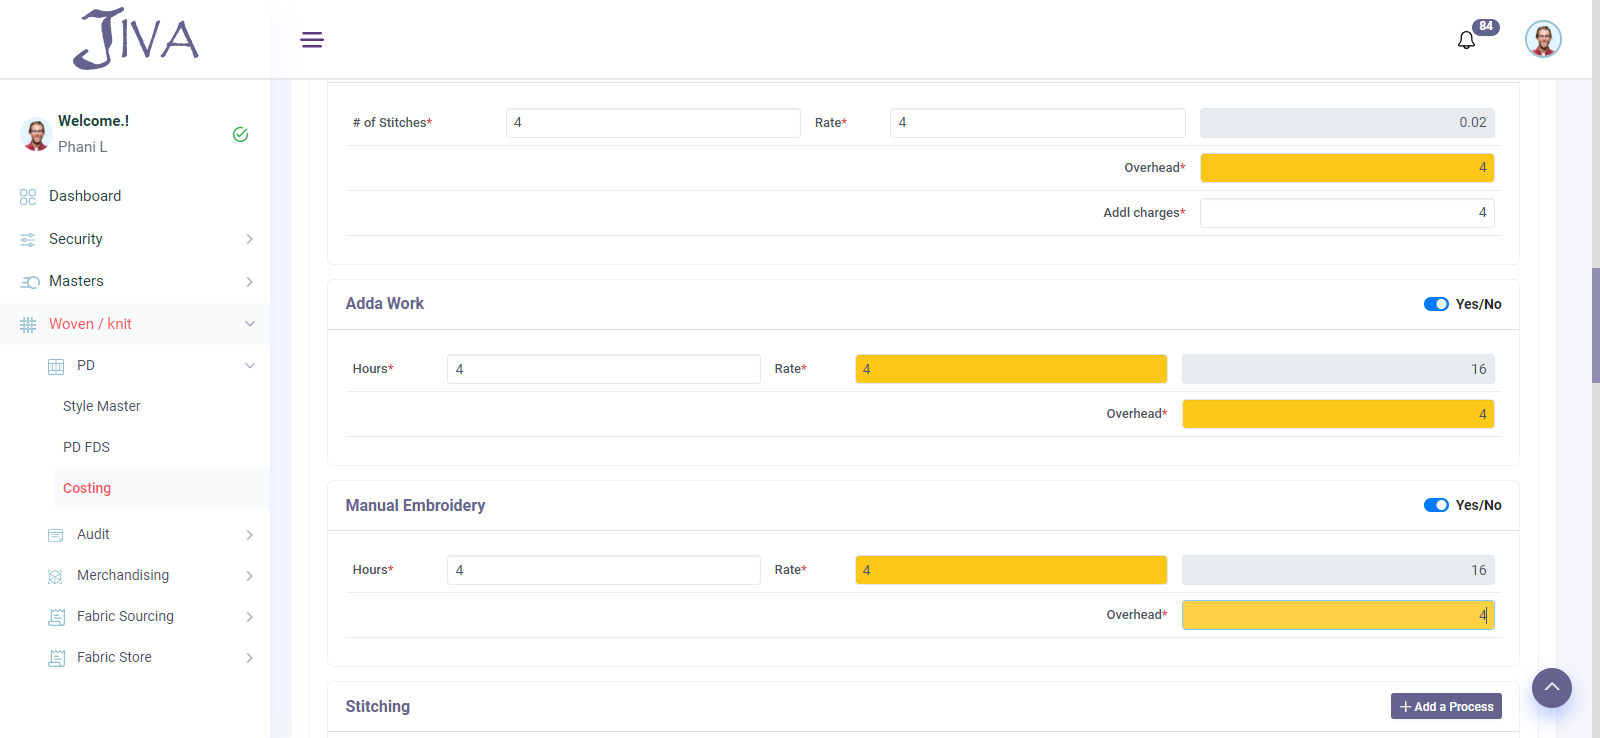 JIVA
84
Welcome.!
Phani L
Dashboard
Security
Masters
Woven / knit
PD
Style Master
PD FDS
Costing
Audit
Merchandising
Fabric Sourcing
Fabric Store
# of Stitches* 4 Rate* 4 0.02
Overhead* 4
Addl charges* 4
Adda Work Yes/No
Hours* 4 Rate* 4 16
Overhead* 4
Manual Embroidery Yes/No
Hours* 4 Rate* 4 16
Overhead* 4
Stitching + Add a Process